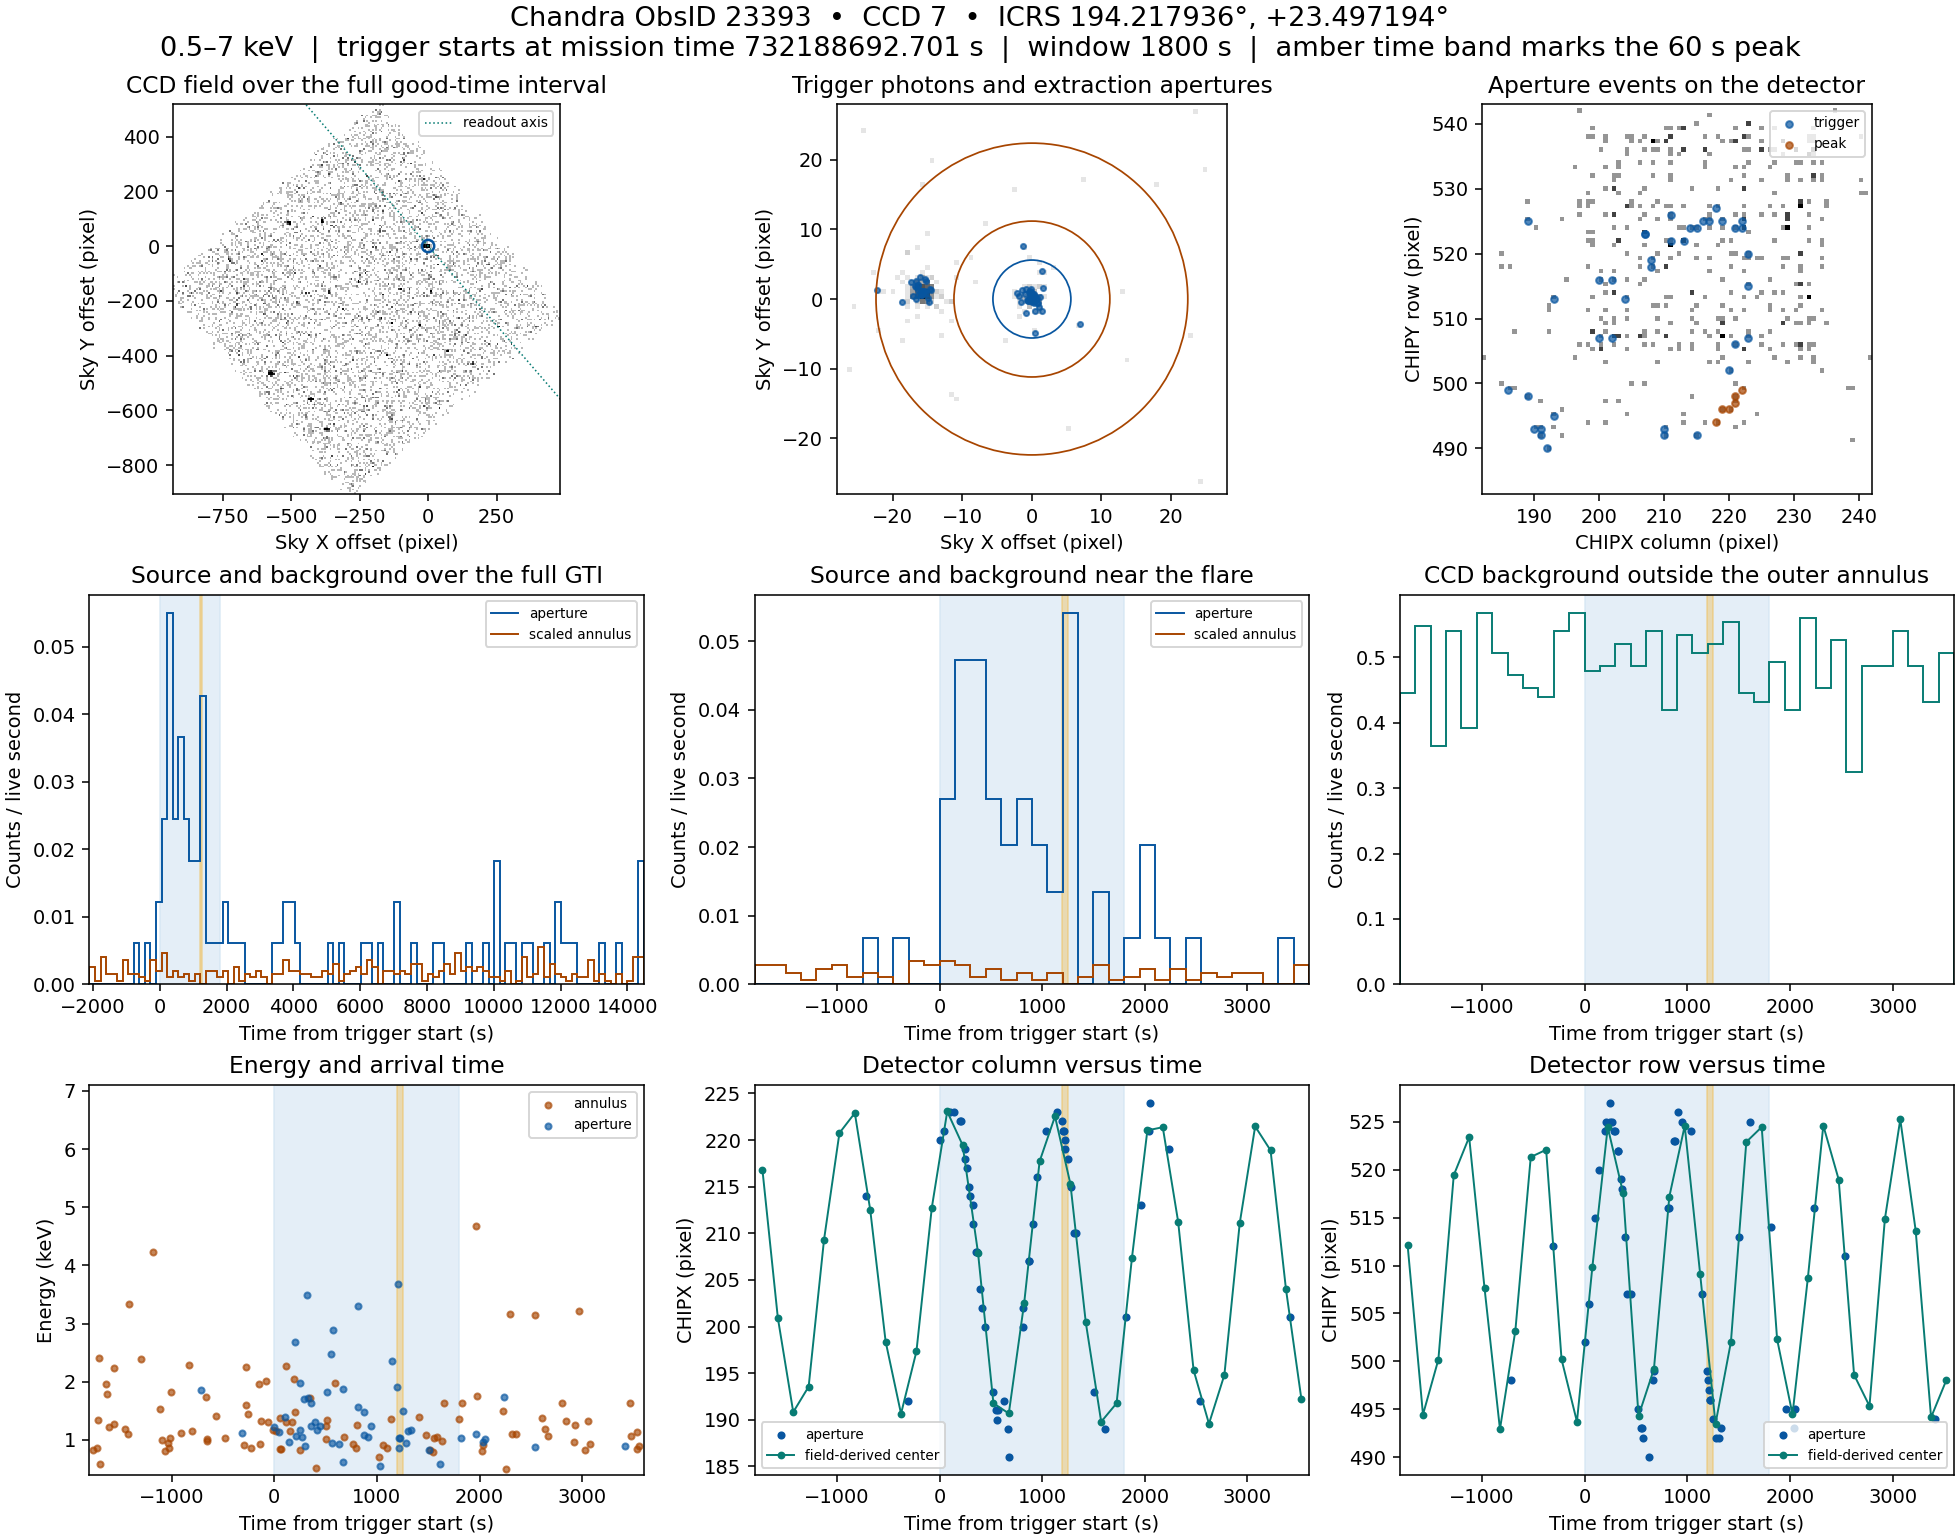 Chandra ObsID 23393 • CCD 7 • ICRS 194.217936°, +23.497194°
0.5–7 keV | trigger starts at mission time 732188692.701 s | window 1800 s | amber time band marks the 60 s peak
CCD field over the full good-time interval
readout axis
400
200
0
−200
−400
−600
−800
Sky Y offset (pixel)
−750 −500 −250 0 250
Sky X offset (pixel)
Trigger photons and extraction apertures
20
10
0
−10
−20
Sky Y offset (pixel)
−20 −10 0 10 20
Sky X offset (pixel)
Aperture events on the detector
trigger
peak
540
530
520
510
500
490
CHIPY row (pixel)
190 200 210 220 230 240
CHIPX column (pixel)
Source and background over the full GTI
aperture
scaled annulus
0.05
0.04
0.03
0.02
0.01
0.00
Counts / live second
−2000 0 2000 4000 6000 8000 10000 12000 14000
Time from trigger start (s)
Source and background near the flare
aperture
scaled annulus
0.05
0.04
0.03
0.02
0.01
0.00
Counts / live second
−1000 0 1000 2000 3000
Time from trigger start (s)
CCD background outside the outer annulus
0.5
0.4
0.3
0.2
0.1
0.0
Counts / live second
−1000 0 1000 2000 3000
Time from trigger start (s)
Energy and arrival time
annulus
aperture
7
6
5
4
3
2
1
Energy (keV)
−1000 0 1000 2000 3000
Time from trigger start (s)
Detector column versus time
225
220
215
210
205
200
195
190
185
CHIPX (pixel)
aperture
field-derived center
−1000 0 1000 2000 3000
Time from trigger start (s)
Detector row versus time
525
520
515
510
505
500
495
490
CHIPY (pixel)
aperture
field-derived center
−1000 0 1000 2000 3000
Time from trigger start (s)